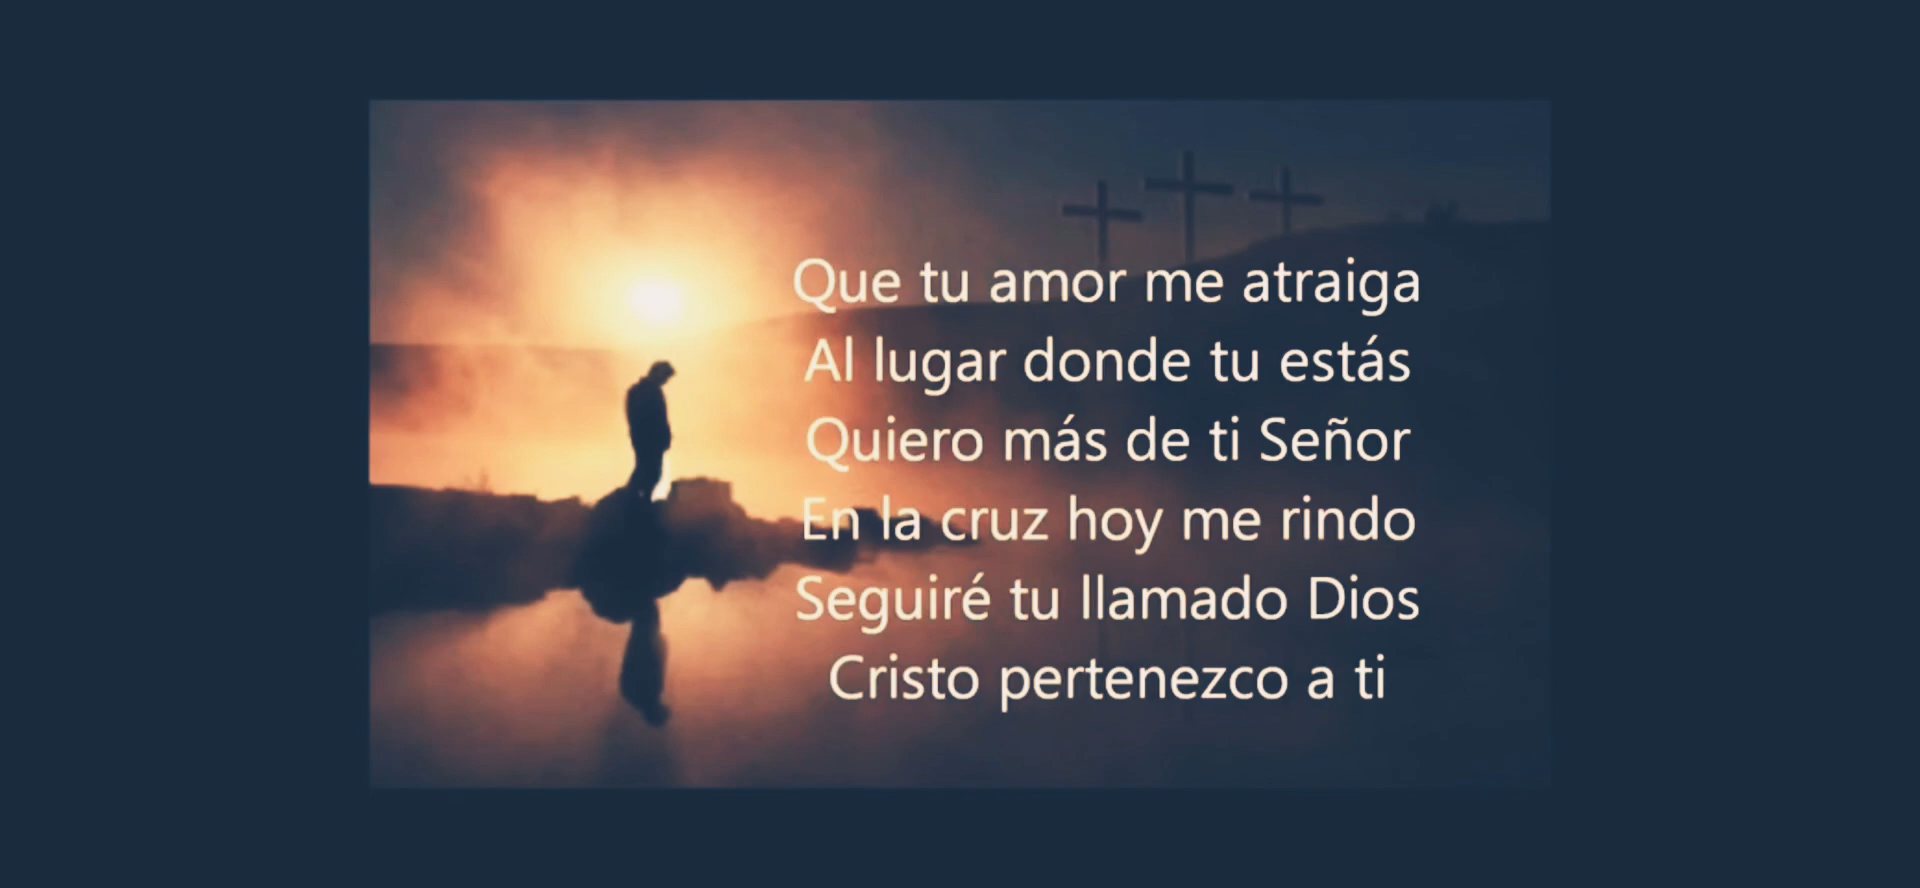 Que tu amor me atraiga
Al lugar donde tu estás
Quiero más de ti Señor
En la cruz hoy me rindo
Seguiré tu llamado Dios
Cristo pertenezco a ti